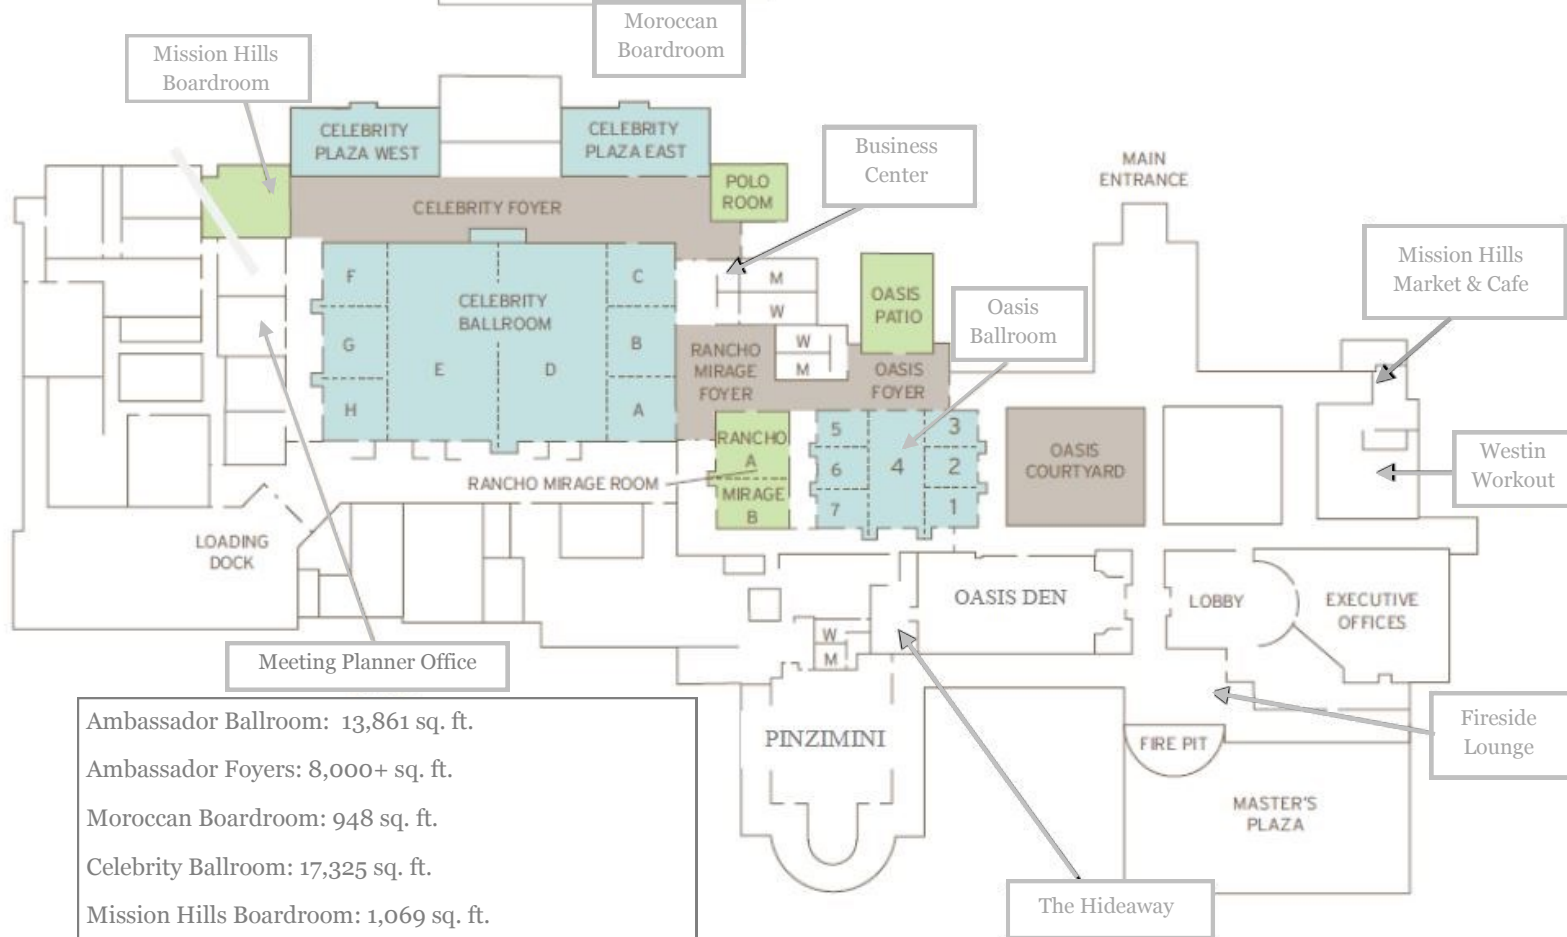 Moroccan
Boardroom
Mission Hills
Boardroom
CELEBRITY
PLAZA WEST
CELEBRITY
PLAZA EAST
Business
Center
MAIN
ENTRANCE
POLO
ROOM
CELEBRITY FOYER
Mission Hills
Market & Cafe
F
C
M
CELEBRITY
BALLROOM
OASIS
PATIO
W
Oasis
Ballroom
G
B
RANCHO
MIRAGE
FOYER
W
M
OASIS
FOYER
E
D
H
A
5
3
RANCHO
A
4
6
2
OASIS
COURTYARD
Westin
Workout
RANCHO MIRAGE ROOM
MIRAGE
B
7
1
LOADING
DOCK
OASIS DEN
LOBBY
EXECUTIVE
OFFICES
W
M
Meeting Planner Office
PINZIMINI
FIRE PIT
Fireside
Lounge
MASTER'S
PLAZA
The Hideaway
Ambassador Ballroom: 13,861 sq. ft.
Ambassador Foyers: 8,000+ sq. ft.
Moroccan Boardroom: 948 sq. ft.
Celebrity Ballroom: 17,325 sq. ft.
Mission Hills Boardroom: 1,069 sq. ft.